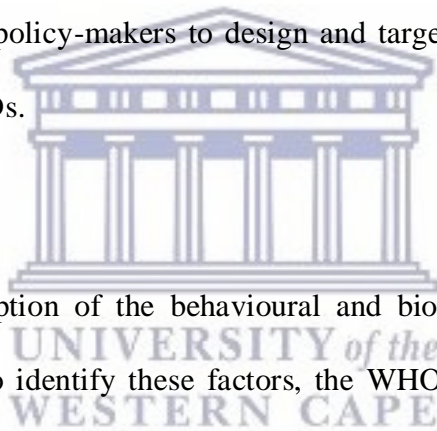 policy-makers to design and targe
Ds.
ption of the behavioural and bio
UNIVERSITY of the
o identify these factors, the WHO
WESTERN CAPE